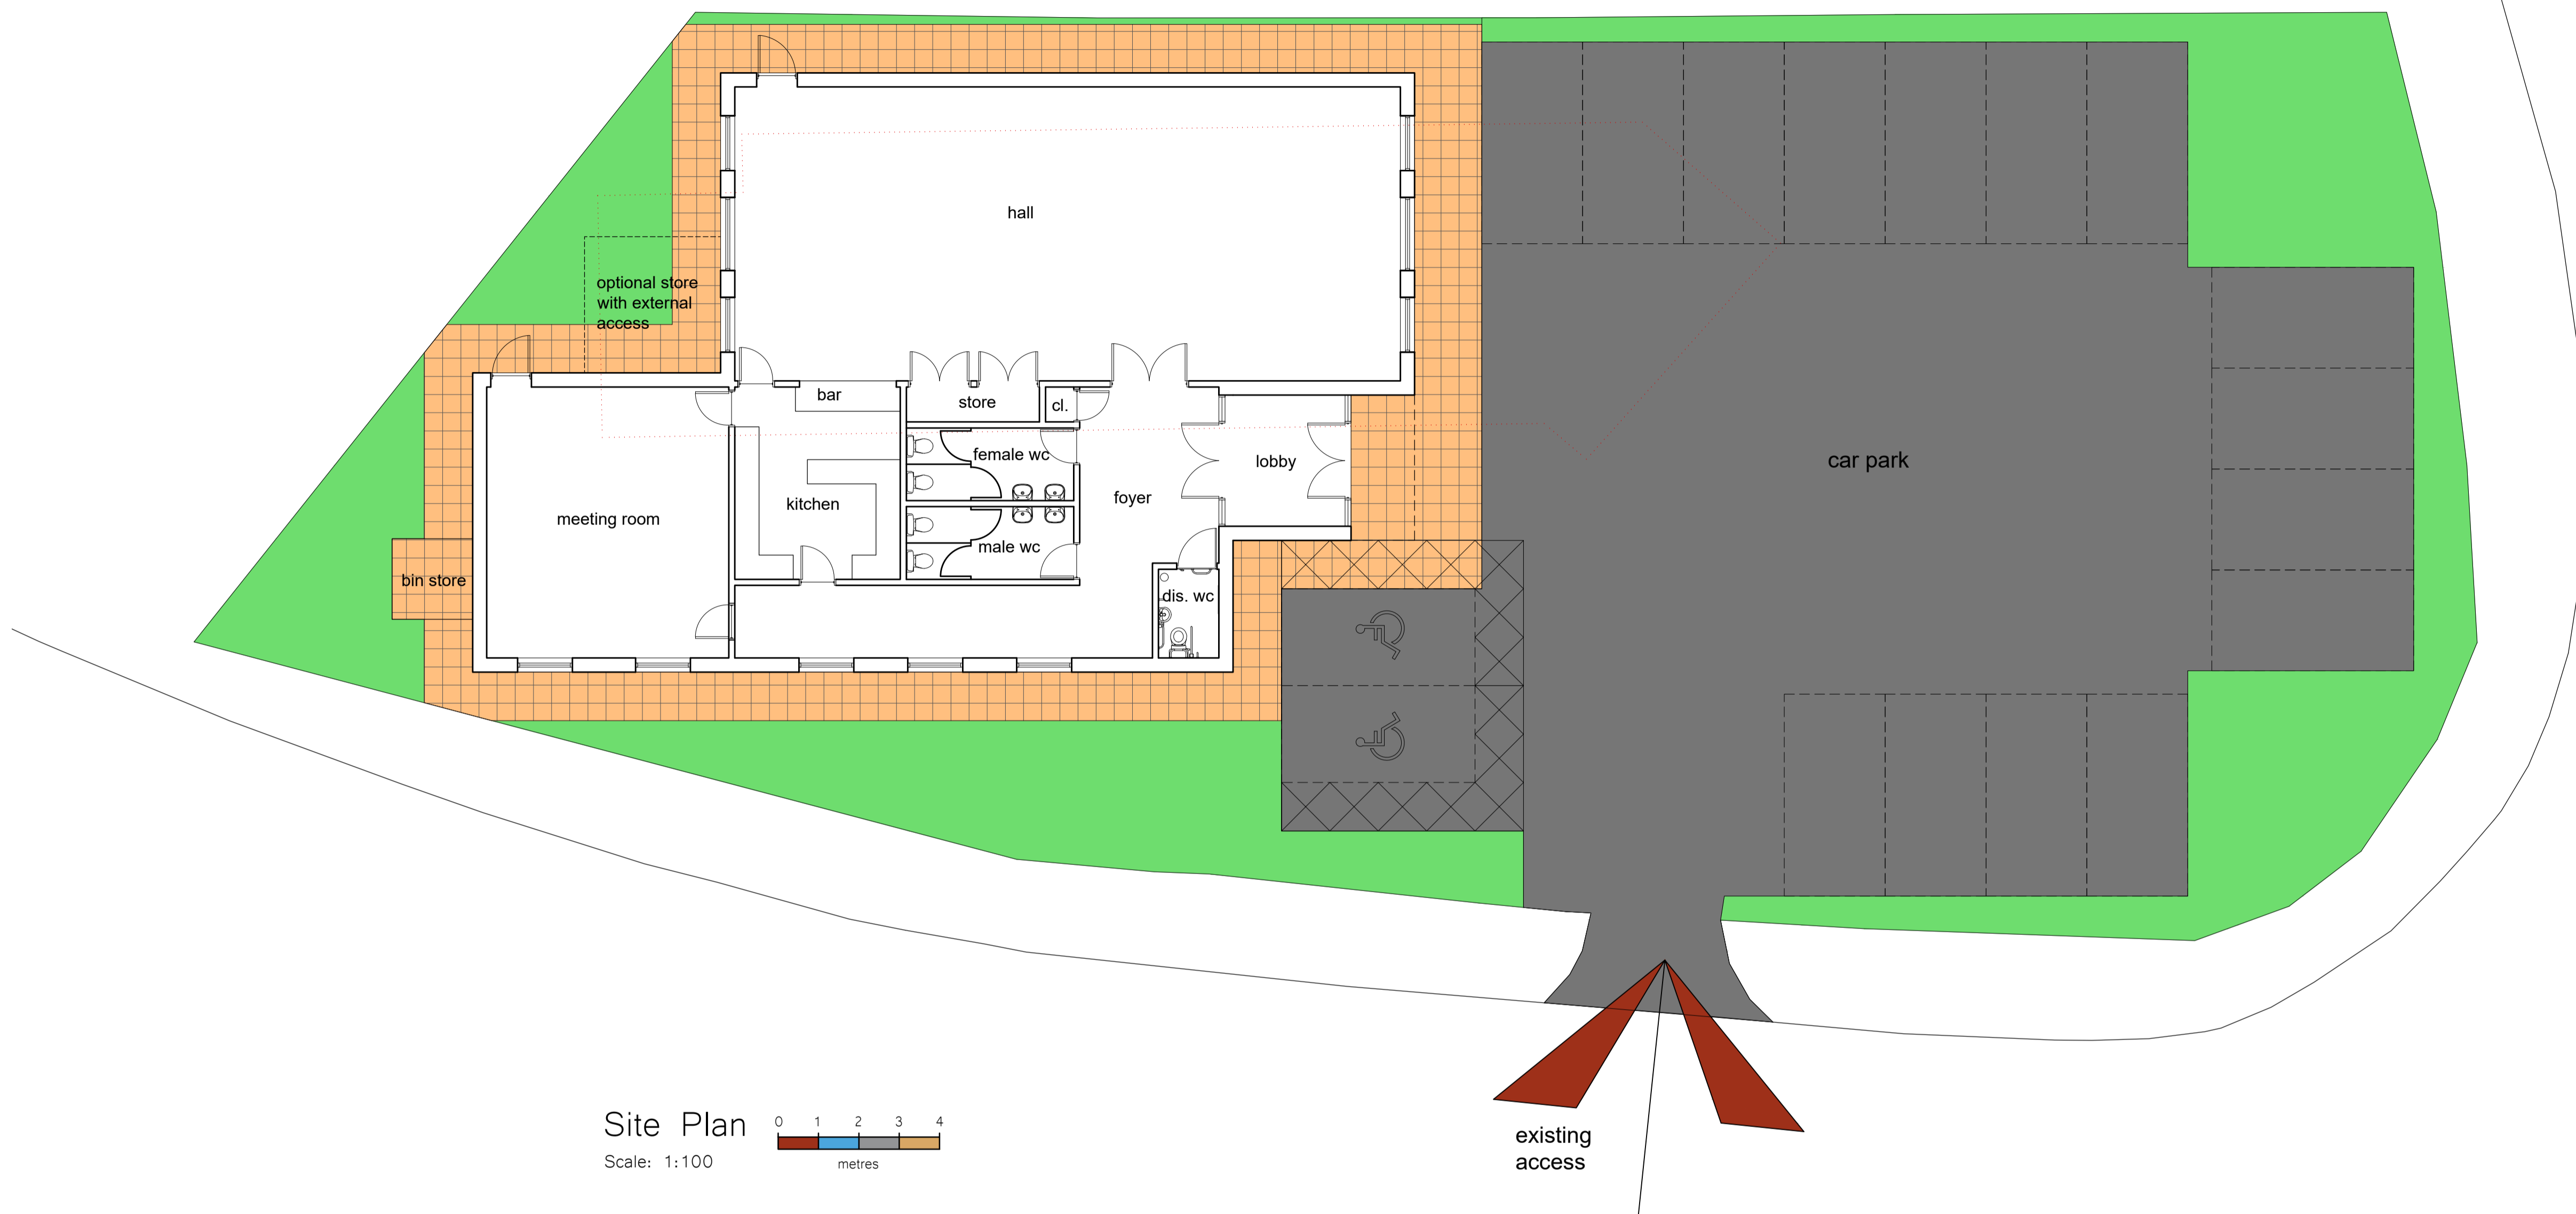 hall
optional store
with external
access
bar
store
cl.
female wc
lobby
car park
foyer
kitchen
meeting room
male wc
bin store
dis. wc
Site Plan
0 1 2 3 4
Scale: 1:100
metres
existing
access